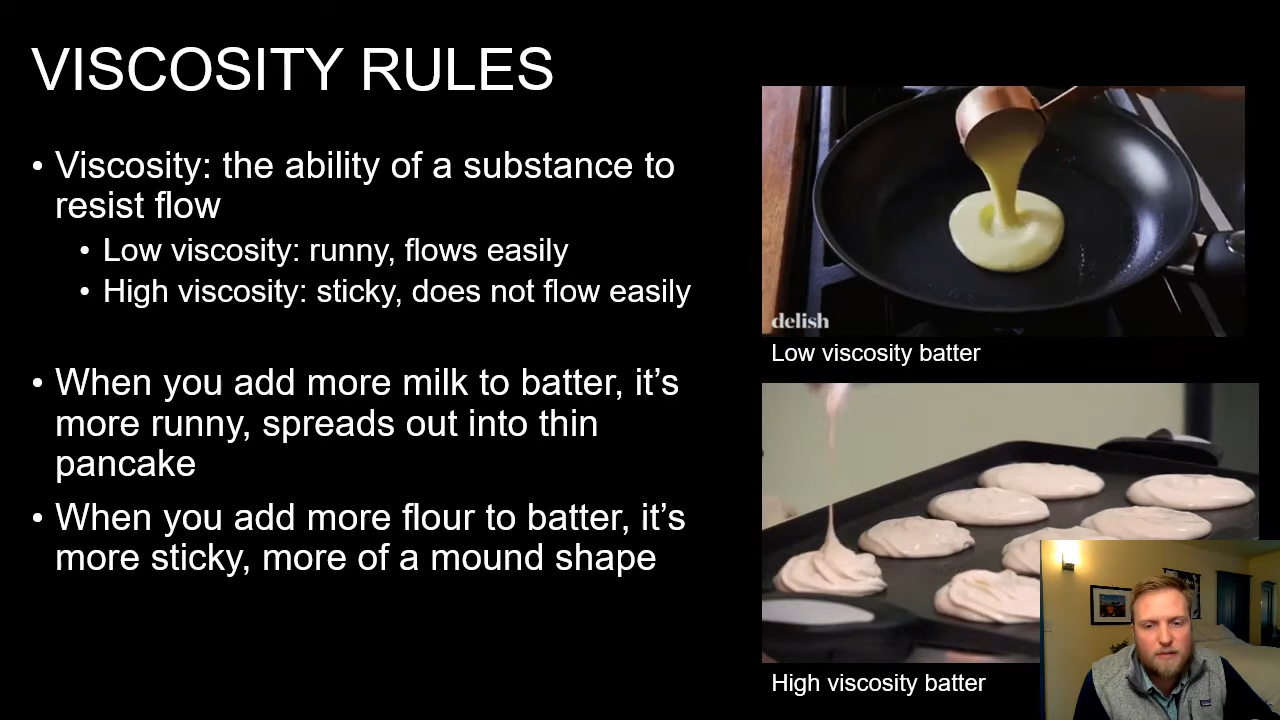 VISCOSITY RULES
• Viscosity: the ability of a substance to
resist flow
• Low viscosity: runny, flows easily
• High viscosity: sticky, does not flow easily
• When you add more milk to batter, it’s
more runny, spreads out into thin
pancake
• When you add more flour to batter, it’s
more sticky, more of a mound shape
delish
Low viscosity batter
High viscosity batter